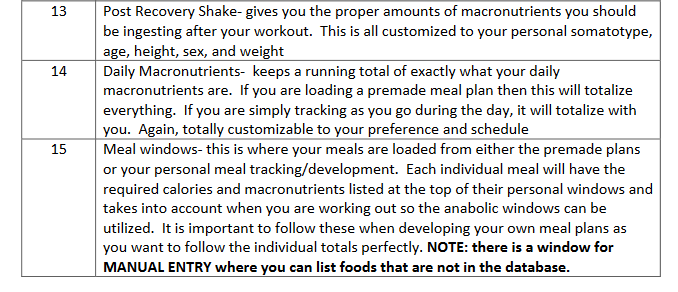 13 Post Recovery Shake- gives you the proper amounts of macronutrients you should
be ingesting after your workout.  This is all customized to your personal somatotype,
age, height, sex, and weight
14 Daily Macronutrients-  keeps a running total of exactly what your daily
macronutrients are.  If you are loading a premade meal plan then this will totalize
everything.  If you are simply tracking as you go during the day, it will totalize with
you.  Again, totally customizable to your preference and schedule
15 Meal windows- this is where your meals are loaded from either the premade plans
or your personal meal tracking/development.  Each individual meal will have the
required calories and macronutrients listed at the top of their personal windows and
takes into account when you are working out so the anabolic windows can be
utilized.  It is important to follow these when developing your own meal plans as
you want to follow the individual totals perfectly. NOTE: there is a window for
MANUAL ENTRY where you can list foods that are not in the database.